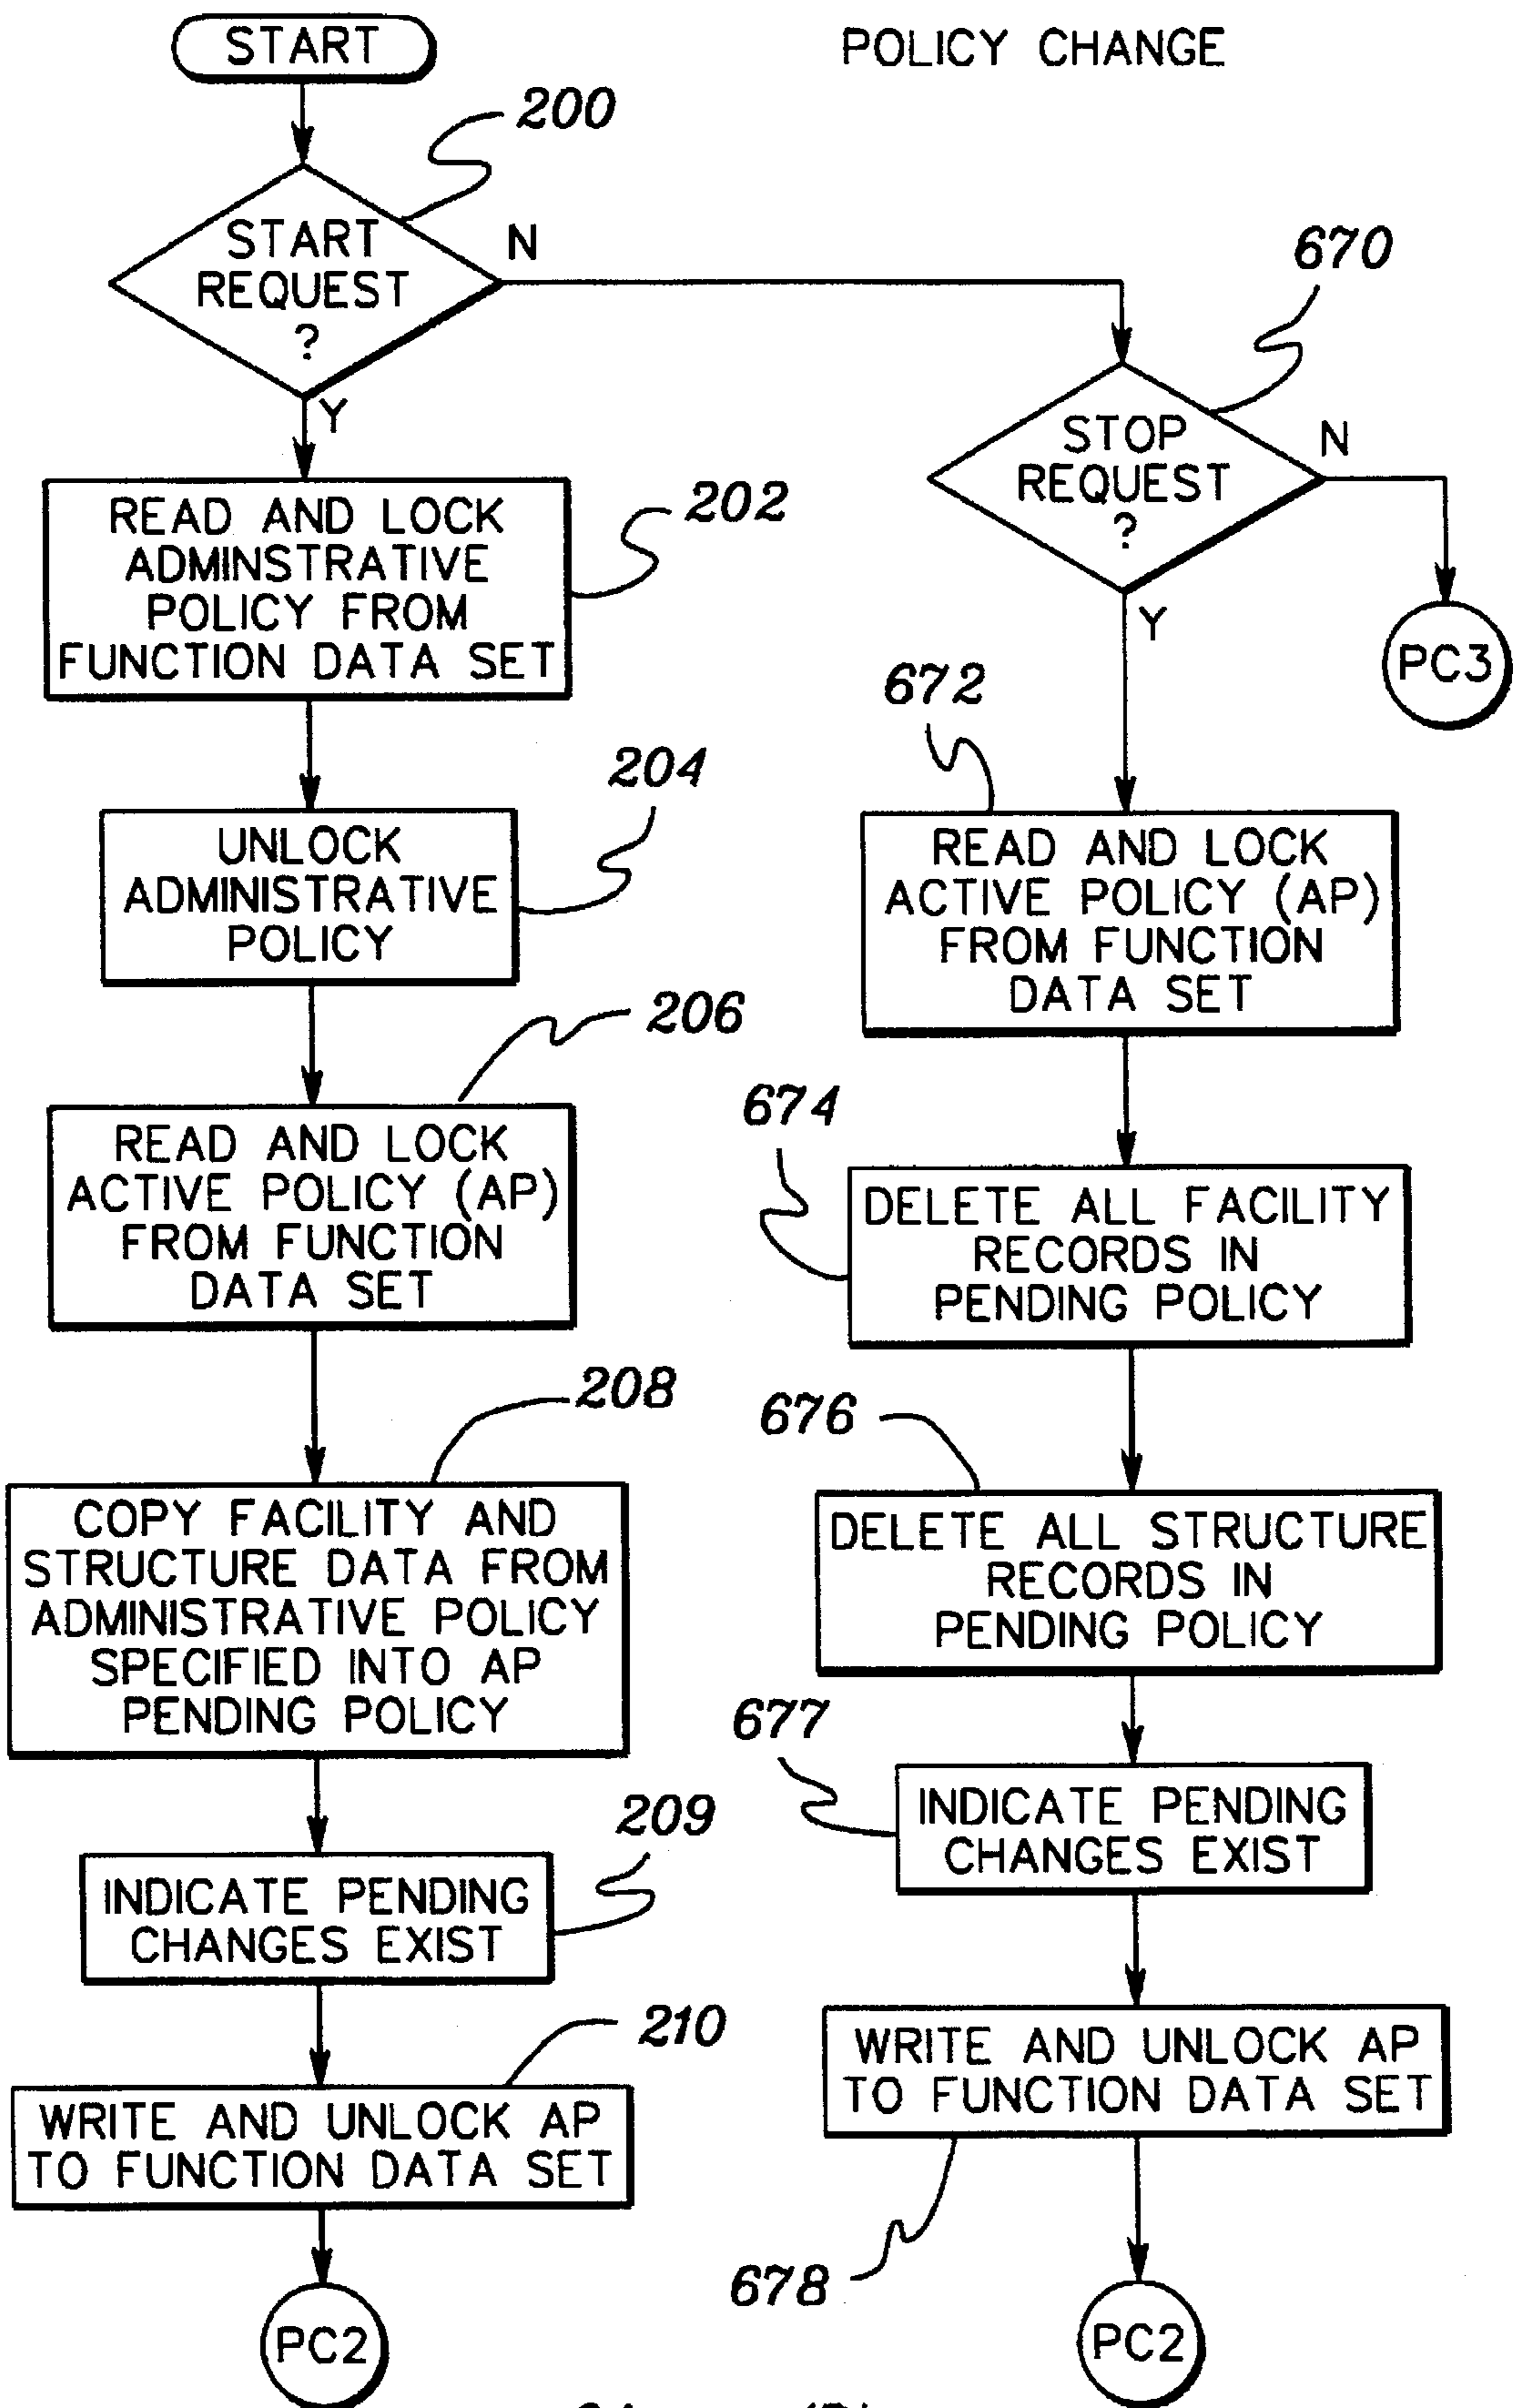 START
POLICY CHANGE
200
START
REQUEST
?
N
Y
670
STOP
REQUEST
?
N
Y
PC3
READ AND LOCK
ADMINSTRATIVE
POLICY FROM
FUNCTION DATA SET
202
UNLOCK
ADMINISTRATIVE
POLICY
204
READ AND LOCK
ACTIVE POLICY (AP)
FROM FUNCTION
DATA SET
206
COPY FACILITY AND
STRUCTURE DATA FROM
ADMINISTRATIVE POLICY
SPECIFIED INTO AP
PENDING POLICY
208
INDICATE PENDING
CHANGES EXIST
209
WRITE AND UNLOCK AP
TO FUNCTION DATA SET
210
PC2
672
READ AND LOCK
ACTIVE POLICY (AP)
FROM FUNCTION
DATA SET
674
DELETE ALL FACILITY
RECORDS IN
PENDING POLICY
676
DELETE ALL STRUCTURE
RECORDS IN
PENDING POLICY
677
INDICATE PENDING
CHANGES EXIST
WRITE AND UNLOCK AP
TO FUNCTION DATA SET
678
PC2